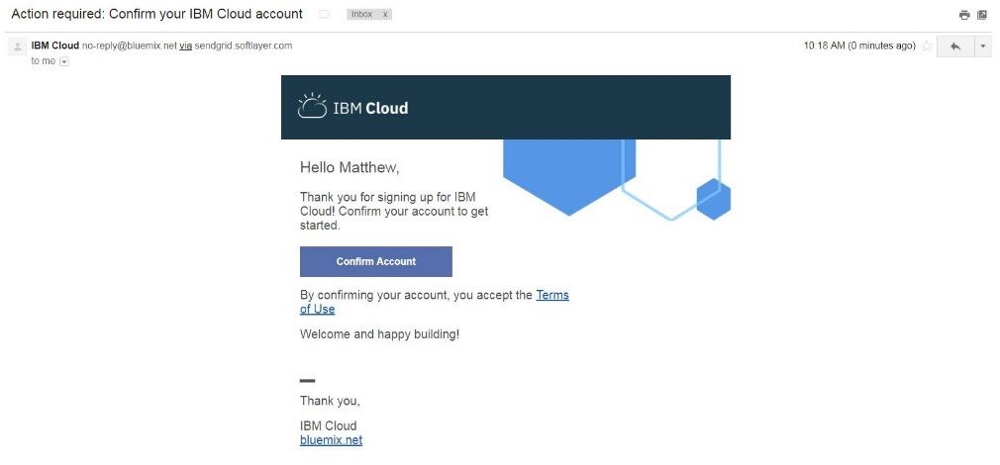 Action required: Confirm your IBM Cloud account
Inbox x
IBM Cloud no-reply@bluemix.net via sendgrid.softlayer.com
10:18 AM (0 minutes ago)
to me
IBM Cloud
Hello Matthew,
Thank you for signing up for IBM
Cloud! Confirm your account to get
started.
Confirm Account
By confirming your account, you accept the Terms
of Use
Welcome and happy building!
Thank you,
IBM Cloud
bluemix.net